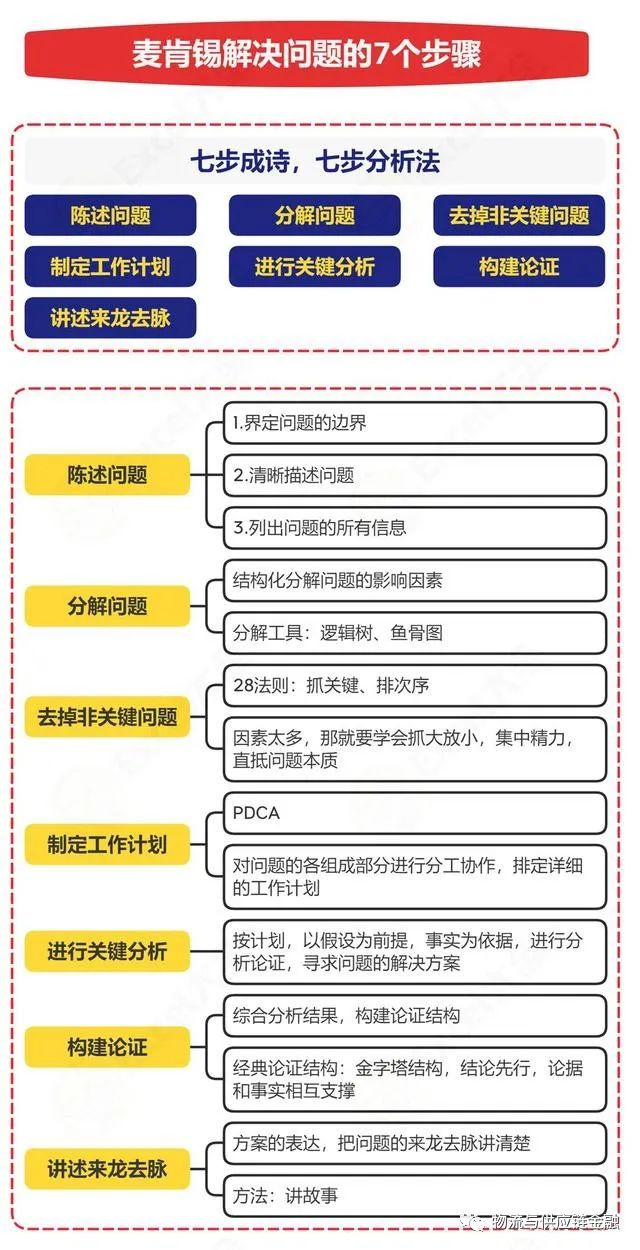 麦肯锡解决问题的7个步骤
七步成诗，七步分析法
陈述问题
分解问题
去掉非关键问题
制定工作计划
进行关键分析
构建论证
讲述来龙去脉
陈述问题
1.界定问题的边界
2.清晰描述问题
3.列出问题的所有信息
分解问题
结构化分解问题的影响因素
分解工具：逻辑树、鱼骨图
去掉非关键问题
28法则：抓关键、排次序
因素太多，那就要学会抓大放小，集中精力，
直抵问题本质
制定工作计划
PDCA
对问题的各组成部分进行分工协作，排定详细
的工作计划
进行关键分析
按计划，以假设为前提，事实为依据，进行分
析论证，寻求问题的解决方案
构建论证
综合分析结果，构建论证结构
经典论证结构：金字塔结构，结论先行，论据
和事实相互支撑
讲述来龙去脉
方案的表达，把问题的来龙去脉讲清楚
方法：讲故事
物流与供应链金融